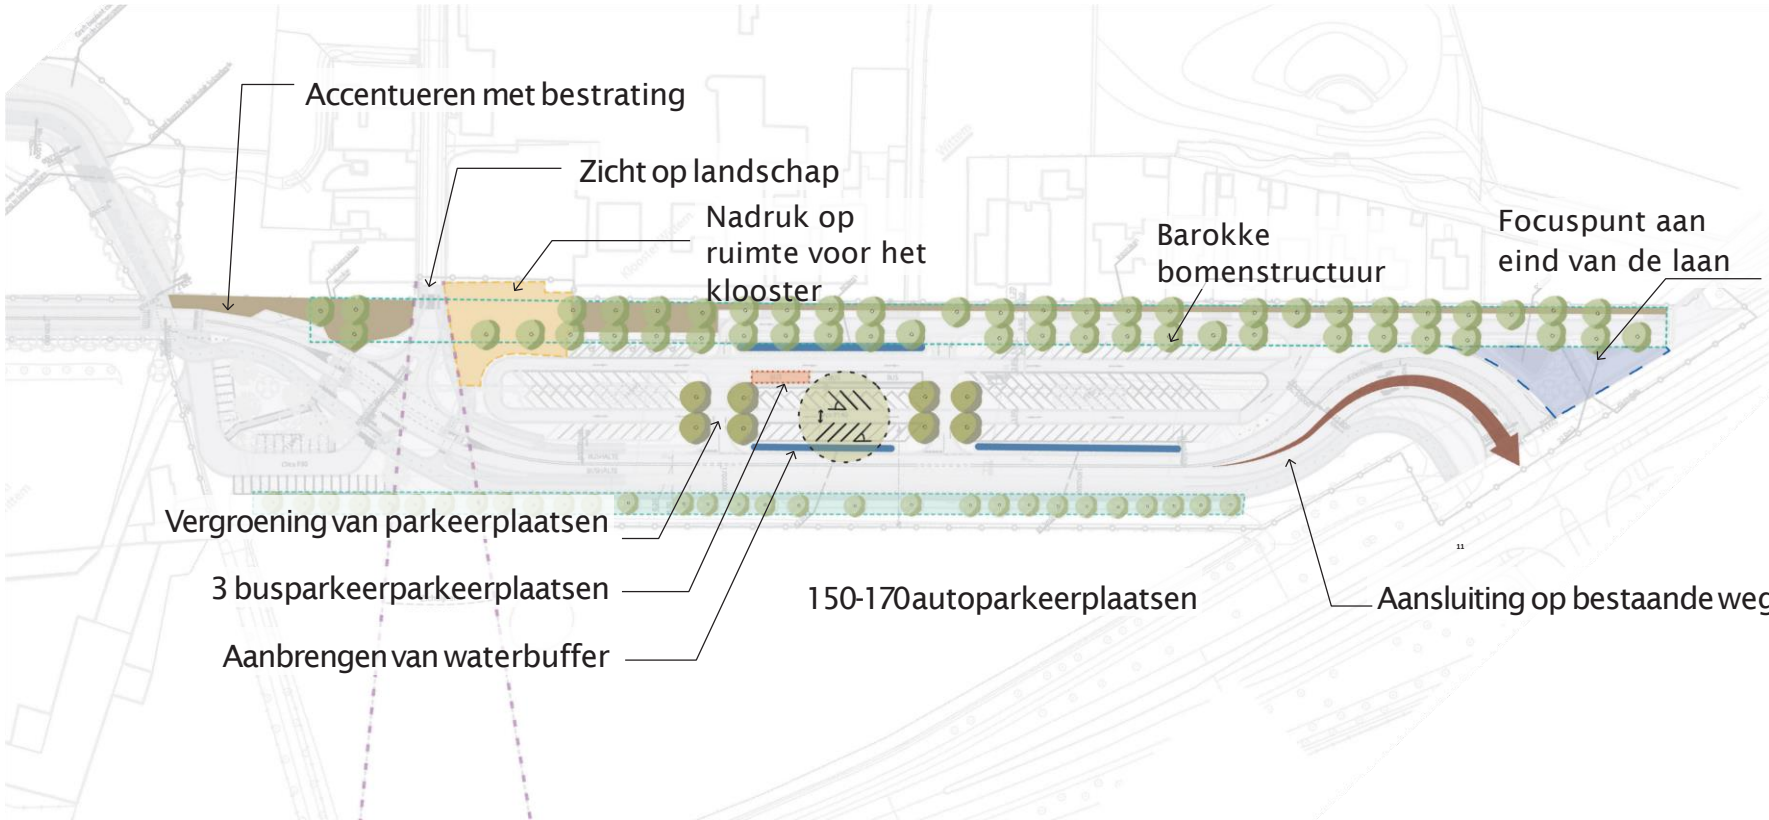 Accentueren met bestrating
Zicht op landschap
Nadruk op
ruimte voor het
klooster
Barokke
bomenstructuur
Focuspunt aan
eind van de laan
Vergroening van parkeerplaatsen
3 busparkeerparkeerplaatsen
Aanbrengen van waterbuffer
150-170 autoparkeerplaatsen
Aansluiting op bestaande weg
11